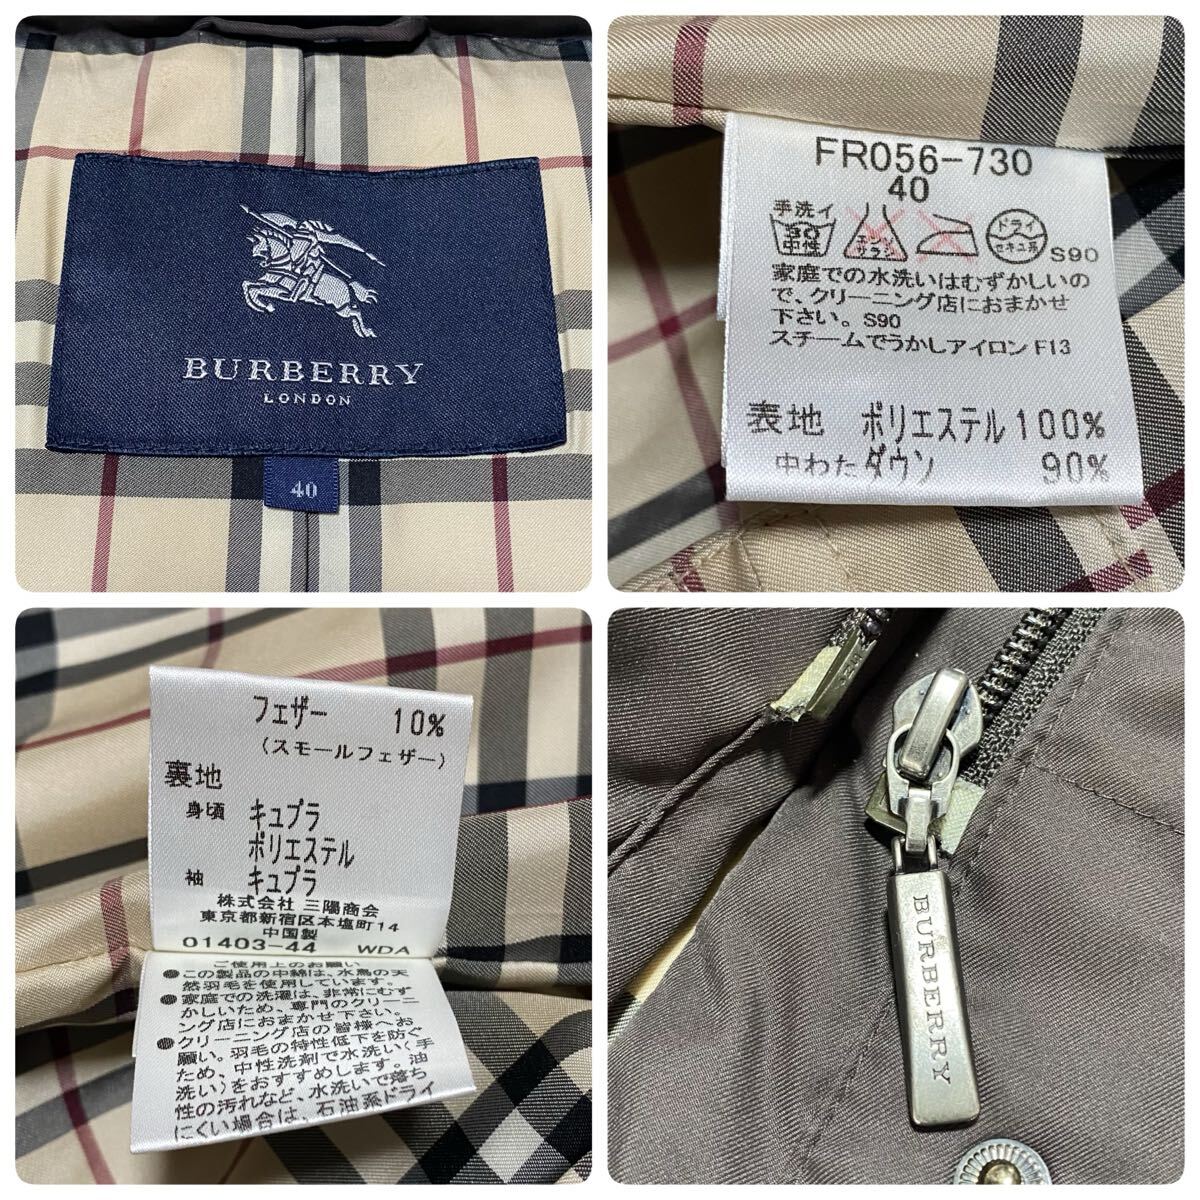 BURBERRY
LONDON
40
FR056-730
40
手洗イ
30
中性
エンソ
サラシ
ドライ
セキユ系
S90
家庭での水洗いはむずかしいの
で、クリーニング店におまかせ
下さい。S90
スチームでうかしアイロン F13
表地 ポリエステル 100%
中わた ダウン 90%
フェザー 10%
(スモールフェザー)
裏地
身頃 キュプラ
ポリエステル
袖 キュプラ
株式会社 三陽商会
東京都新宿区本塩町14
中国製
01403-44 WDA
ご使用上のお願い
●この製品の中綿は、水鳥の天
然羽毛を使用しています。
●家庭での洗濯は、非常にむず
かしいため、専門のクリーニ
ング店におまかせ下さい。
●クリーニング店の皆様へお
願い。羽毛の特性低下を防ぐ
ため、中性洗剤で水洗い(手
洗い)をおすすめします。油
性の汚れなど、水洗いで落ち
にくい場合は、石油系ドライ
BURBERRY